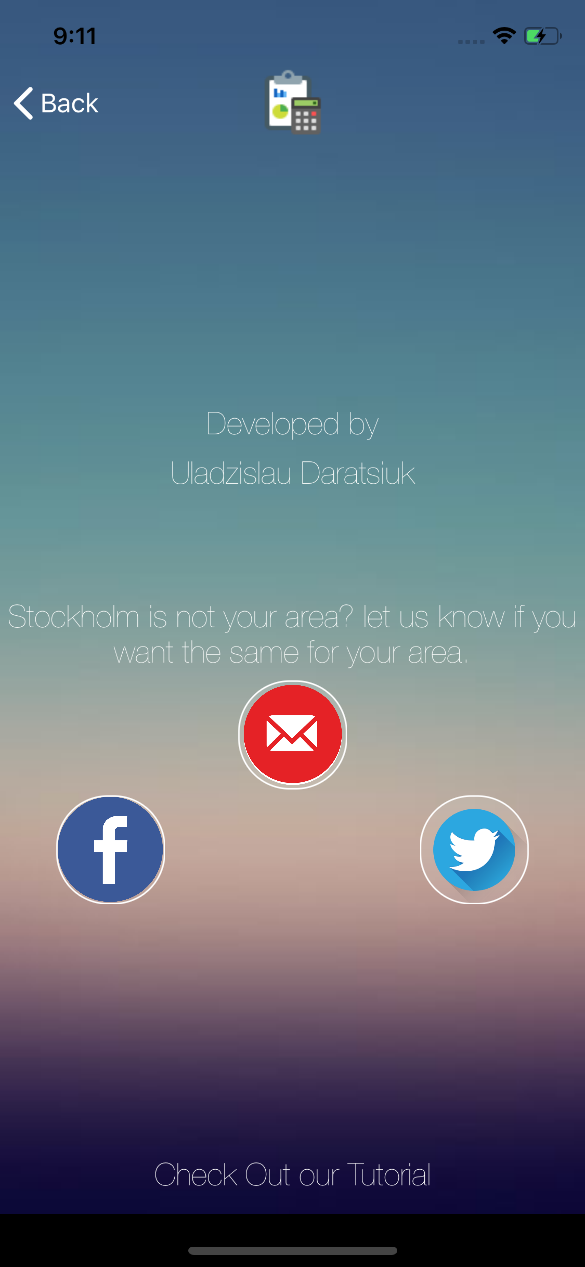 9:11
Back
Developed by
Uladzislau Daratsiuk
Stockholm is not your area? let us know if you
want the same for your area.
Check Out our Tutorial